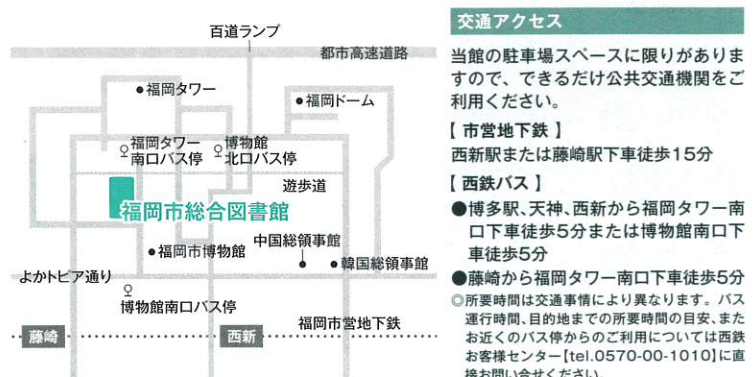 百道ランプ
都市高速道路
福岡タワー
福岡ドーム
福岡タワー
南口バス停
博物館
北口バス停
遊歩道
福岡市総合図書館
中国総領事館
福岡市博物館
韓国総領事館
よかトピア通り
博物館南口バス停
福岡市営地下鉄
藤崎
西新
交通アクセス
当館の駐車場スペースに限りがありま
すので、できるだけ公共交通機関をご
利用ください。
【 市営地下鉄 】
西新駅または藤崎駅下車徒歩15分
【 西鉄バス 】
●博多駅、天神、西新から福岡タワー南
口下車徒歩5分または博物館南口下
車徒歩5分
●藤崎から福岡タワー南口下車徒歩5分
◎所要時間は交通事情により異なります。バス
運行時間、目的地までの所要時間の目安、また
お近くのバス停からのご利用については西鉄
お客様センター【tel.0570-00-1010】に直
接お問い合せください。